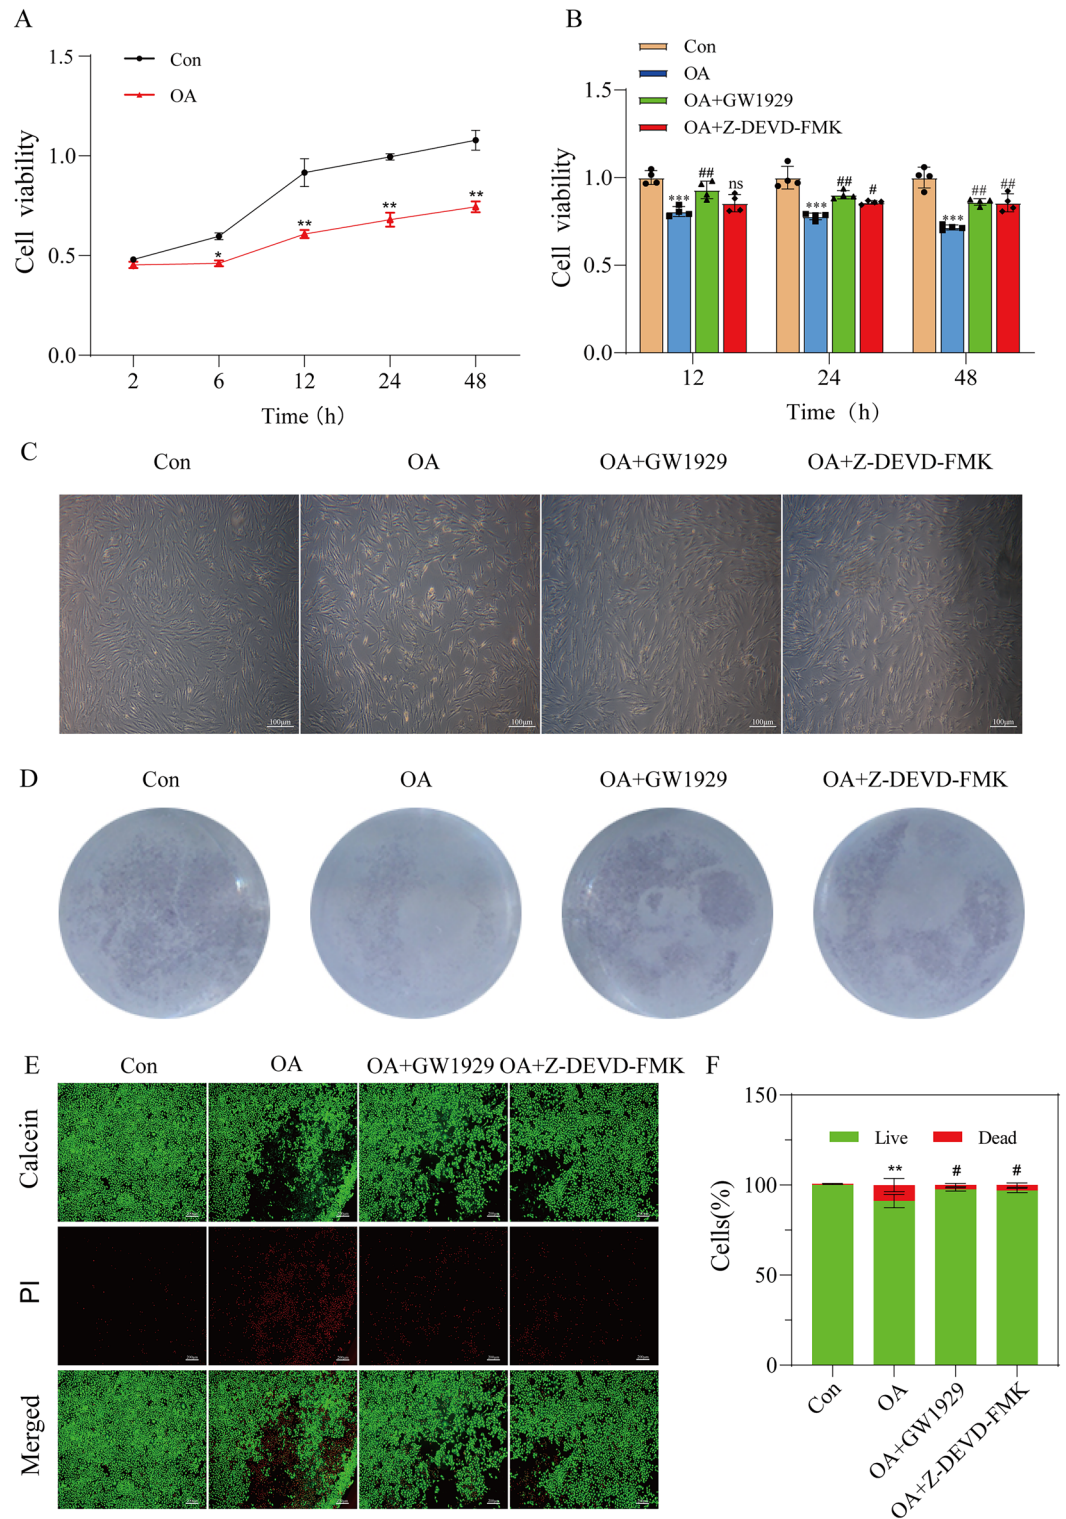 A
Con
OA
1.5
1.0
0.5
0.0
Cell viability
*
**
**
**
2 6 12 24 48
Time (h)
B
Con
OA
OA+GW1929
OA+Z-DEVD-FMK
1.5
1.0
0.5
0.0
Cell viability
*** ## ns
*** ## #
*** ## ##
12 24 48
Time (h)
C
Con OA OA+GW1929 OA+Z-DEVD-FMK
100μm 100μm 100μm 100μm
D
Con OA OA+GW1929 OA+Z-DEVD-FMK
E
Con OA OA+GW1929 OA+Z-DEVD-FMK
Calcein
PI
Merged
F
150
100
50
0
Cells(%)
Live Dead
** # #
Con OA OA+GW1929 OA+Z-DEVD-FMK